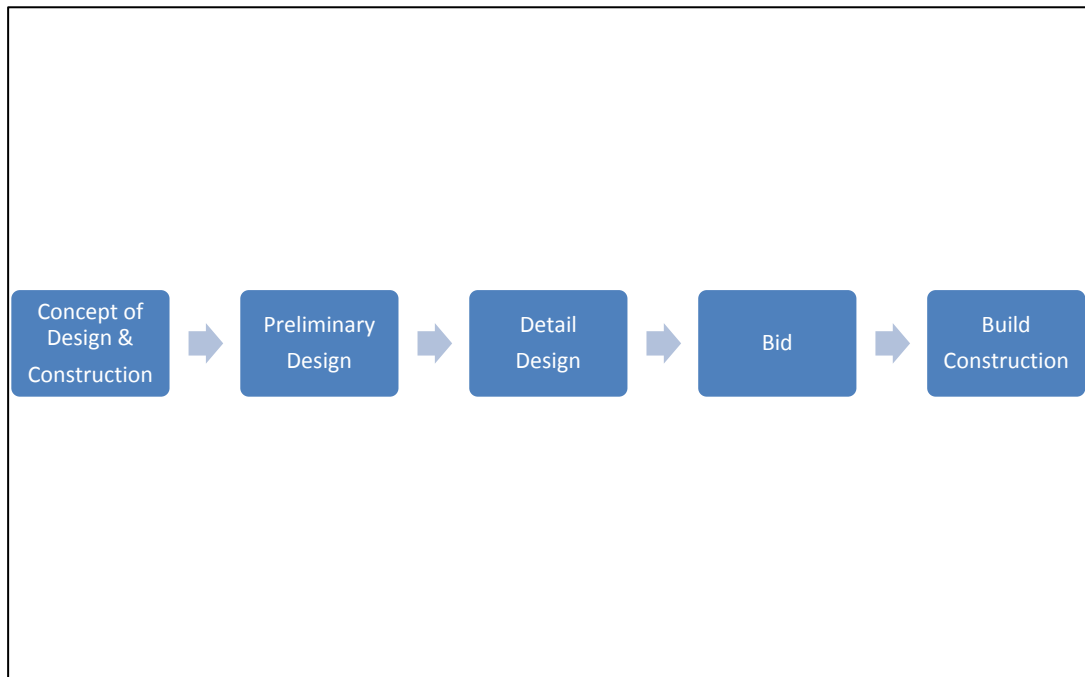 Concept of
Design &
Construction
Preliminary
Design
Detail
Design
Bid
Build
Construction